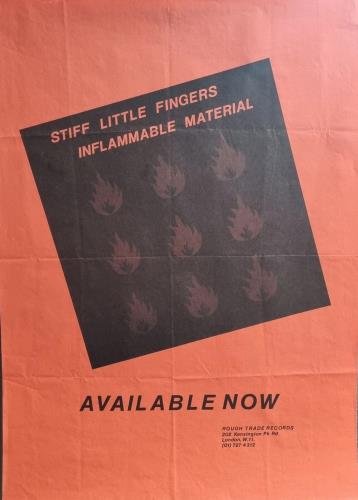 STIFF LITTLE FINGERS
INFLAMMABLE MATERIAL
AVAILABLE NOW
ROUGH TRADE RECORDS
202 Kensington Pk Rd
London, W.11.
(01) 727 4312